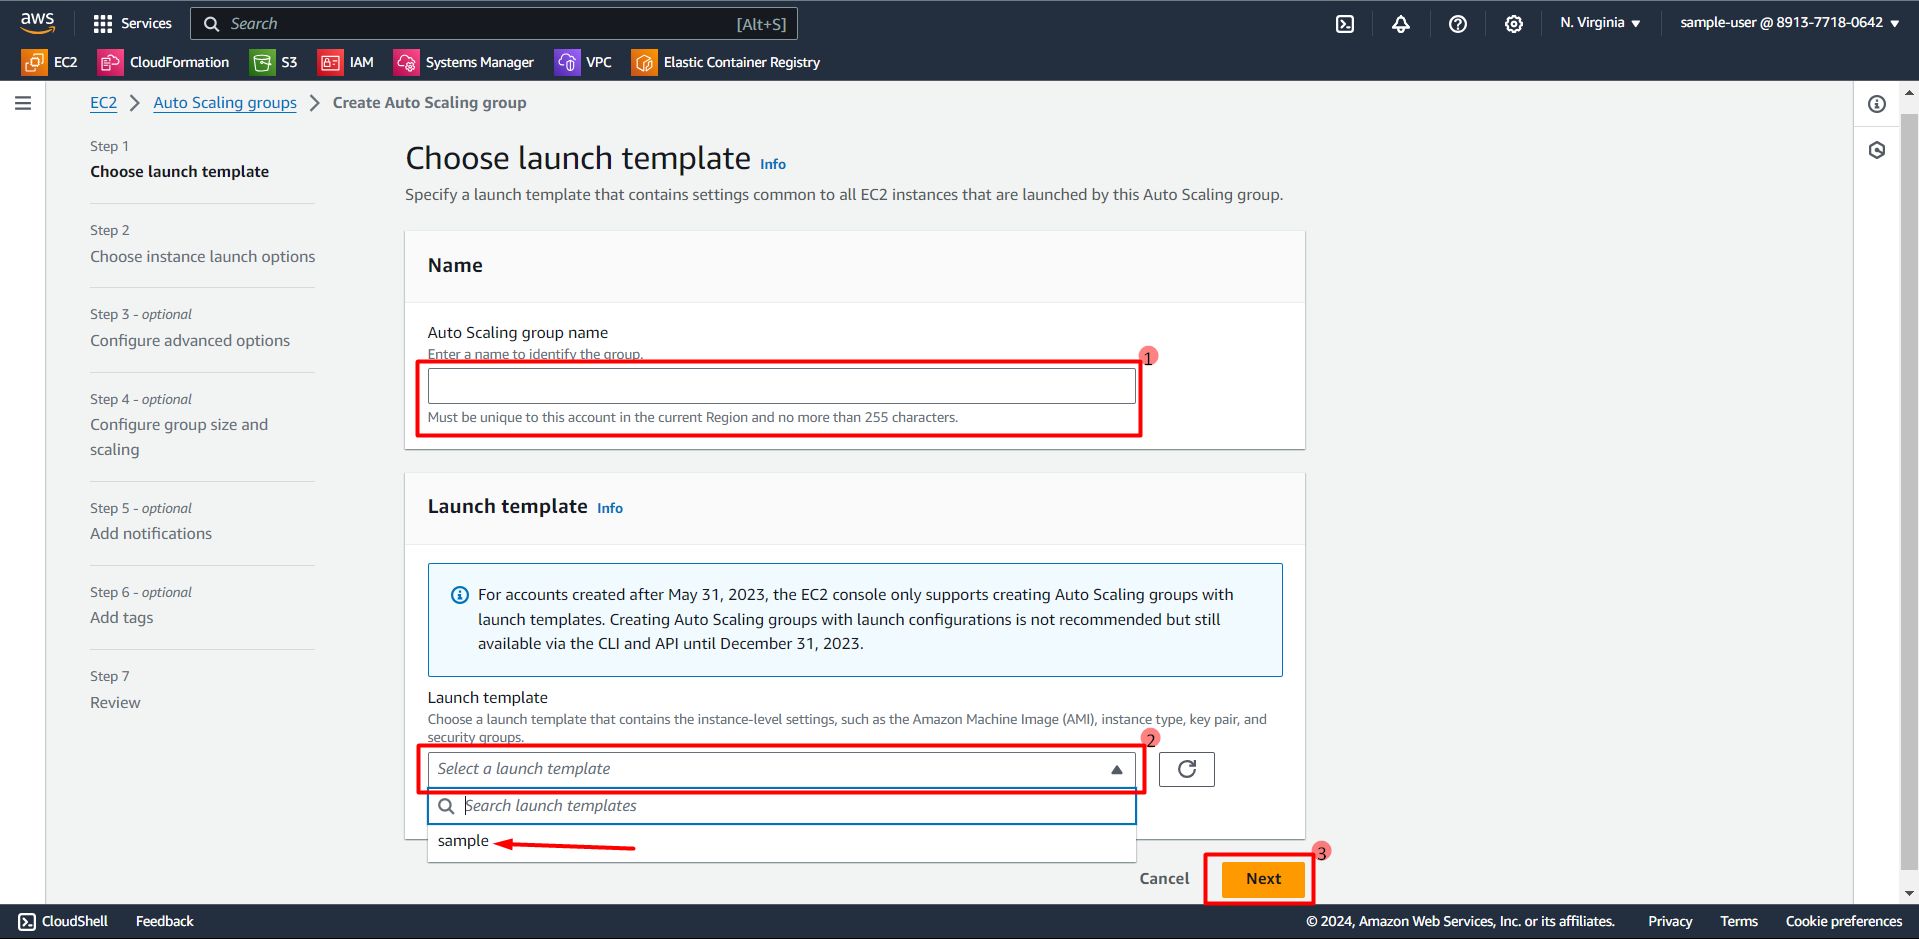 aws Services Search [Alt+S] N. Virginia sample-user @ 8913-7718-0642
EC2 CloudFormation S3 IAM Systems Manager VPC Elastic Container Registry
EC2 Auto Scaling groups Create Auto Scaling group
Step 1
Choose launch template
Step 2
Choose instance launch options
Step 3 - optional
Configure advanced options
Step 4 - optional
Configure group size and
scaling
Step 5 - optional
Add notifications
Step 6 - optional
Add tags
Step 7
Review
Choose launch template Info
Specify a launch template that contains settings common to all EC2 instances that are launched by this Auto Scaling group.
Name
Auto Scaling group name
Enter a name to identify the group.
1
Must be unique to this account in the current Region and no more than 255 characters.
Launch template Info
For accounts created after May 31, 2023, the EC2 console only supports creating Auto Scaling groups with
launch templates. Creating Auto Scaling groups with launch configurations is not recommended but still
available via the CLI and API until December 31, 2023.
Launch template
Choose a launch template that contains the instance-level settings, such as the Amazon Machine Image (AMI), instance type, key pair, and
security groups.
2
Select a launch template
Search launch templates
sample
3
Cancel Next
CloudShell Feedback © 2024, Amazon Web Services, Inc. or its affiliates. Privacy Terms Cookie preferences